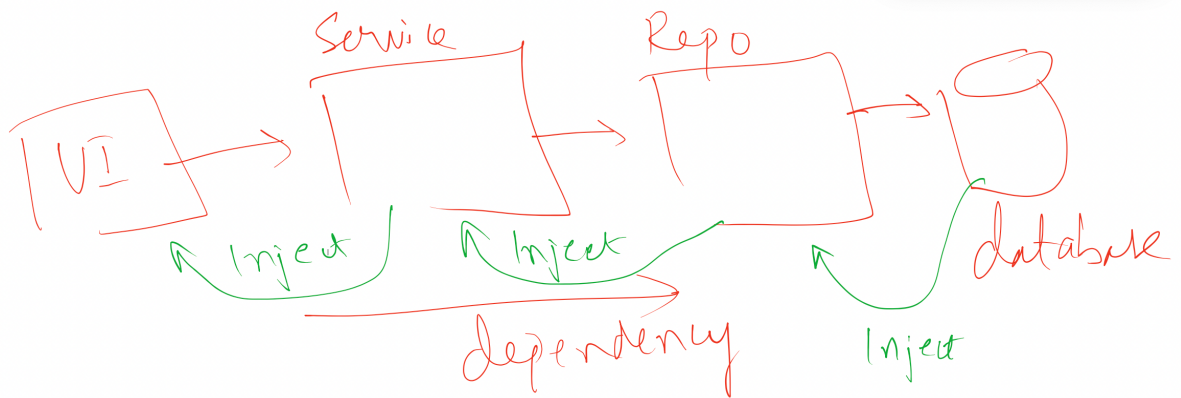 Service
Repo
UI
Inject
Inject
database
dependency
Inject